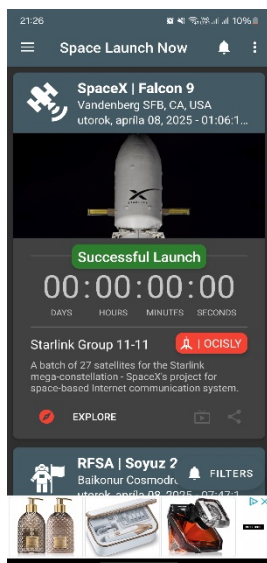 21:26
10%
Space Launch Now
SpaceX | Falcon 9
Vandenberg SFB, CA, USA
utorok, apríla 08, 2025 - 01:06:1...
Successful Launch
00:00:00:00
DAYS HOURS MINUTES SECONDS
Starlink Group 11-11
| OCISLY
A batch of 27 satellites for the Starlink
mega-constellation - SpaceX's project for
space-based Internet communication system.
EXPLORE
RFSA | Soyuz 2
Baikonur Cosmodr
FILTERS
utorok, apríla 08, 2025 - 07:47:1